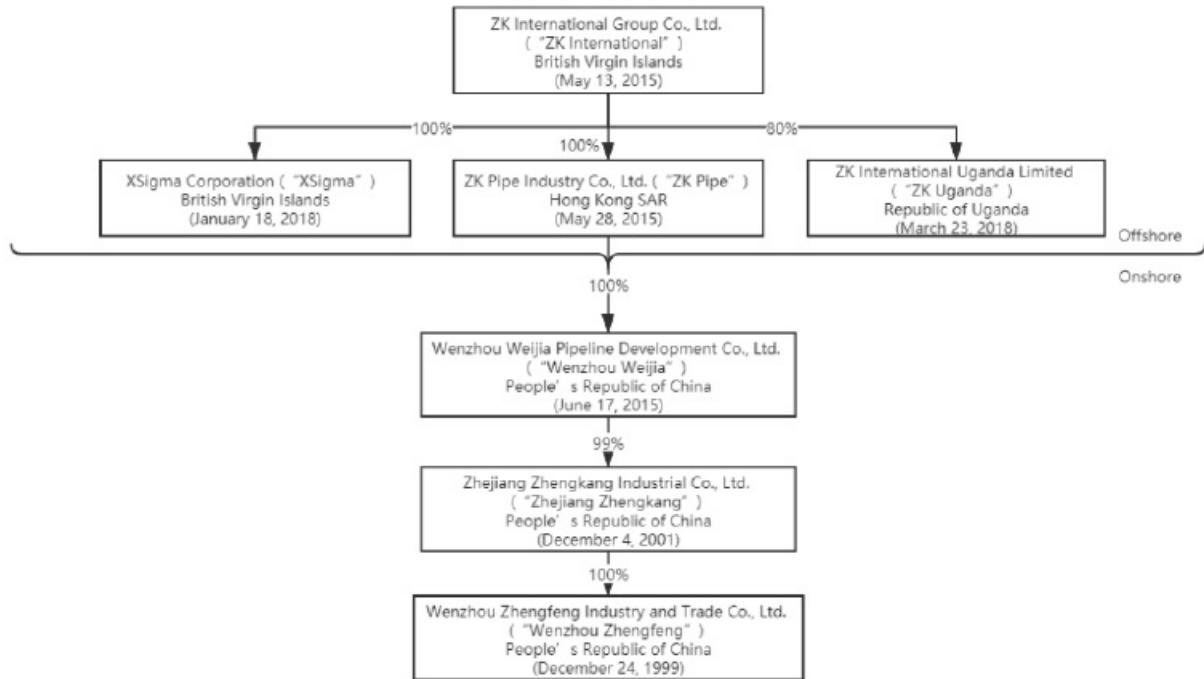 ZK International Group Co., Ltd.
( “ZK International” )
British Virgin Islands
(May 13, 2015)
100%
100%
80%
XSigma Corporation ( “XSigma” )
British Virgin Islands
(January 18, 2018)
ZK Pipe Industry Co., Ltd. ( “ZK Pipe” )
Hong Kong SAR
(May 28, 2015)
ZK International Uganda Limited
( “ZK Uganda” )
Republic of Uganda
(March 23, 2018)
Offshore
Onshore
100%
Wenzhou Weijia Pipeline Development Co., Ltd.
( “Wenzhou Weijia” )
People’ s Republic of China
(June 17, 2015)
99%
Zhejiang Zhengkang Industrial Co., Ltd.
( “Zhejiang Zhengkang” )
People’ s Republic of China
(December 4, 2001)
100%
Wenzhou Zhengfeng Industry and Trade Co., Ltd.
( “Wenzhou Zhengfeng” )
People’ s Republic of China
(December 24, 1999)